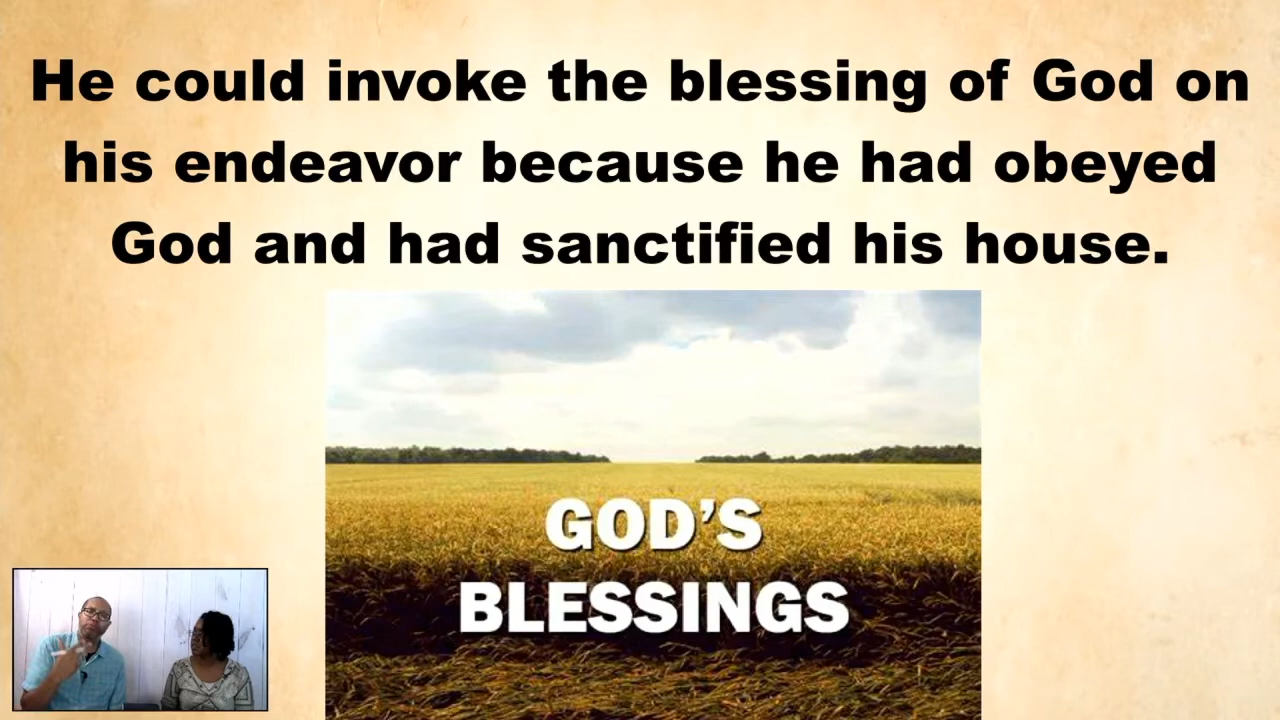 He could invoke the blessing of God on
his endeavor because he had obeyed
God and had sanctified his house.
GOD'S
BLESSINGS